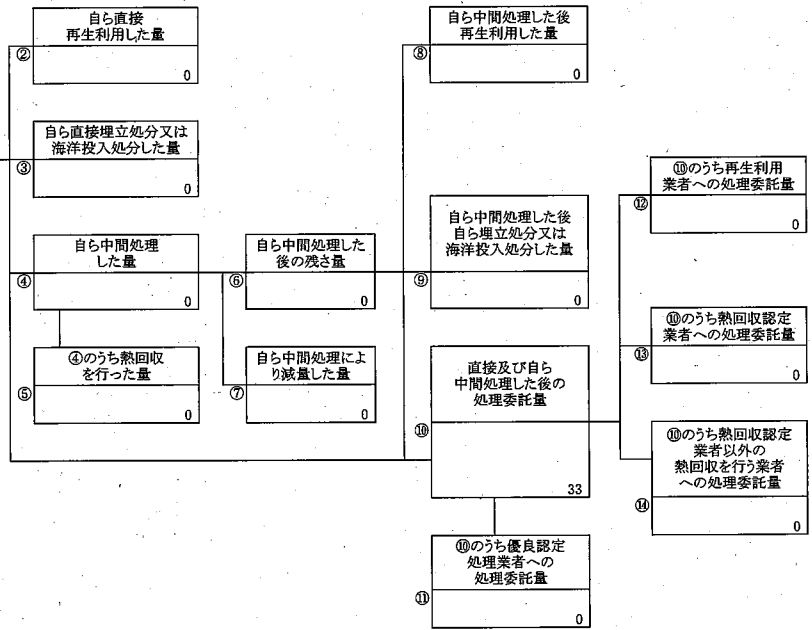 自ら直接
再生利用した量
②
0
自ら直接埋立処分又は
海洋投入処分した量
③
0
自ら中間処理
した量
④
0
④のうち熱回収
を行った量
⑤
0
自ら中間処理した
後の残さ量
⑥
0
自ら中間処理によ
り減量した量
⑦
0
自ら中間処理した後
再生利用した量
⑧
0
自ら中間処理した後
自ら埋立処分又は
海洋投入処分した量
⑨
0
直接及び自ら
中間処理した後の
処理委託量
⑩
33
⑩のうち優良認定
処理業者への
処理委託量
⑪
0
⑩のうち再生利用
業者への処理委託量
⑫
0
⑩のうち熱回収認定
業者への処理委託量
⑬
0
⑩のうち熱回収認定
業者以外の
熱回収を行う業者
への処理委託量
⑭
0